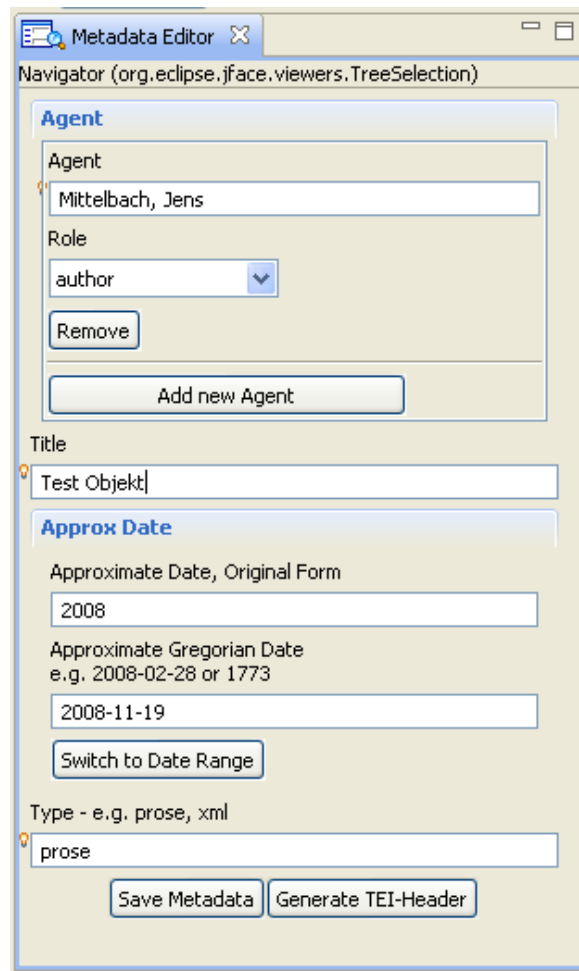 Metadata Editor
Navigator (org.eclipse.jface.viewers.TreeSelection)
Agent
Agent
Mittelbach, Jens
Role
author
Remove
Add new Agent
Title
Test Objekt
Approx Date
Approximate Date, Original Form
2008
Approximate Gregorian Date
e.g. 2008-02-28 or 1773
2008-11-19
Switch to Date Range
Type - e.g. prose, xml
prose
Save Metadata Generate TEI-Header